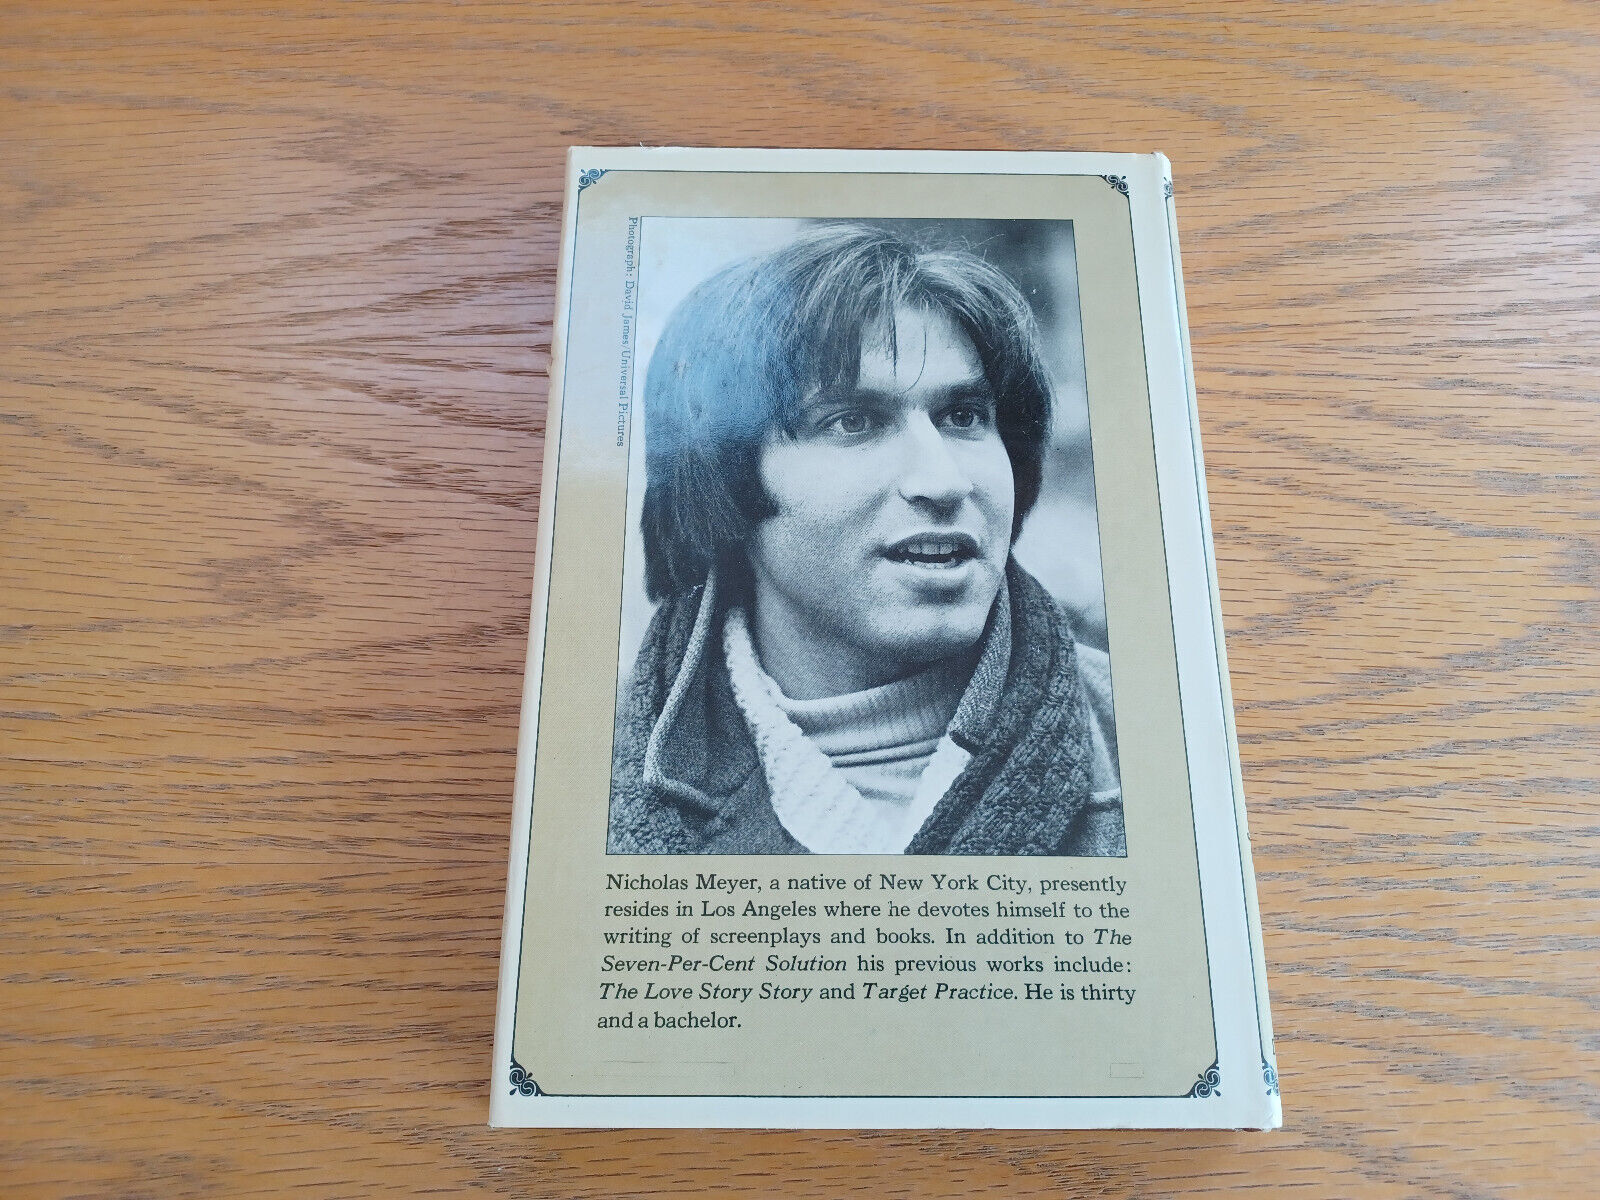 Photograph: David James/Universal Pictures
Nicholas Meyer, a native of New York City, presently
resides in Los Angeles where he devotes himself to the
writing of screenplays and books. In addition to The
Seven-Per-Cent Solution his previous works include:
The Love Story Story and Target Practice. He is thirty
and a bachelor.